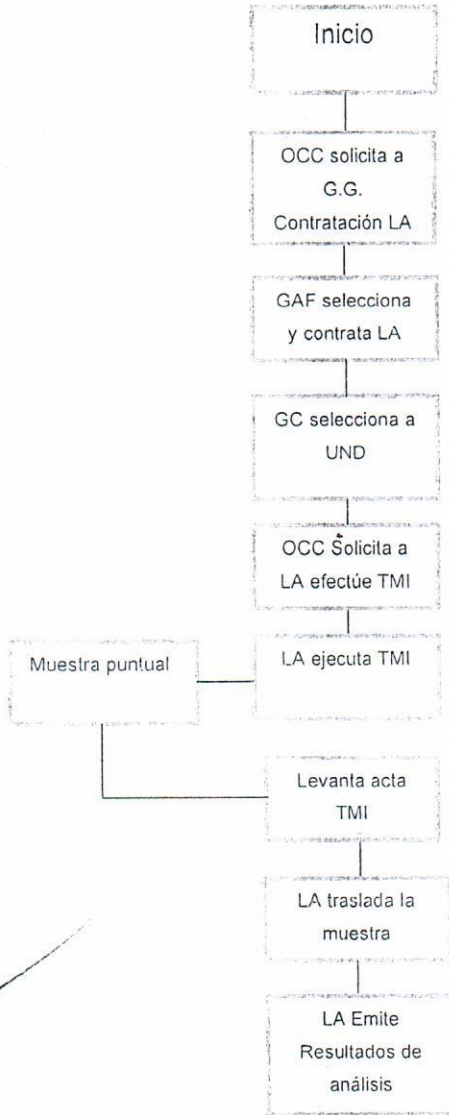 Inicio
OCC solicita a
G.G.
Contratación LA
GAF selecciona
y contrata LA
GC selecciona a
UND
OCC Solicita a
LA efectúe TMI
LA ejecuta TMI
Muestra puntual
Levanta acta
TMI
LA traslada la
muestra
LA Emite
Resultados de
análisis